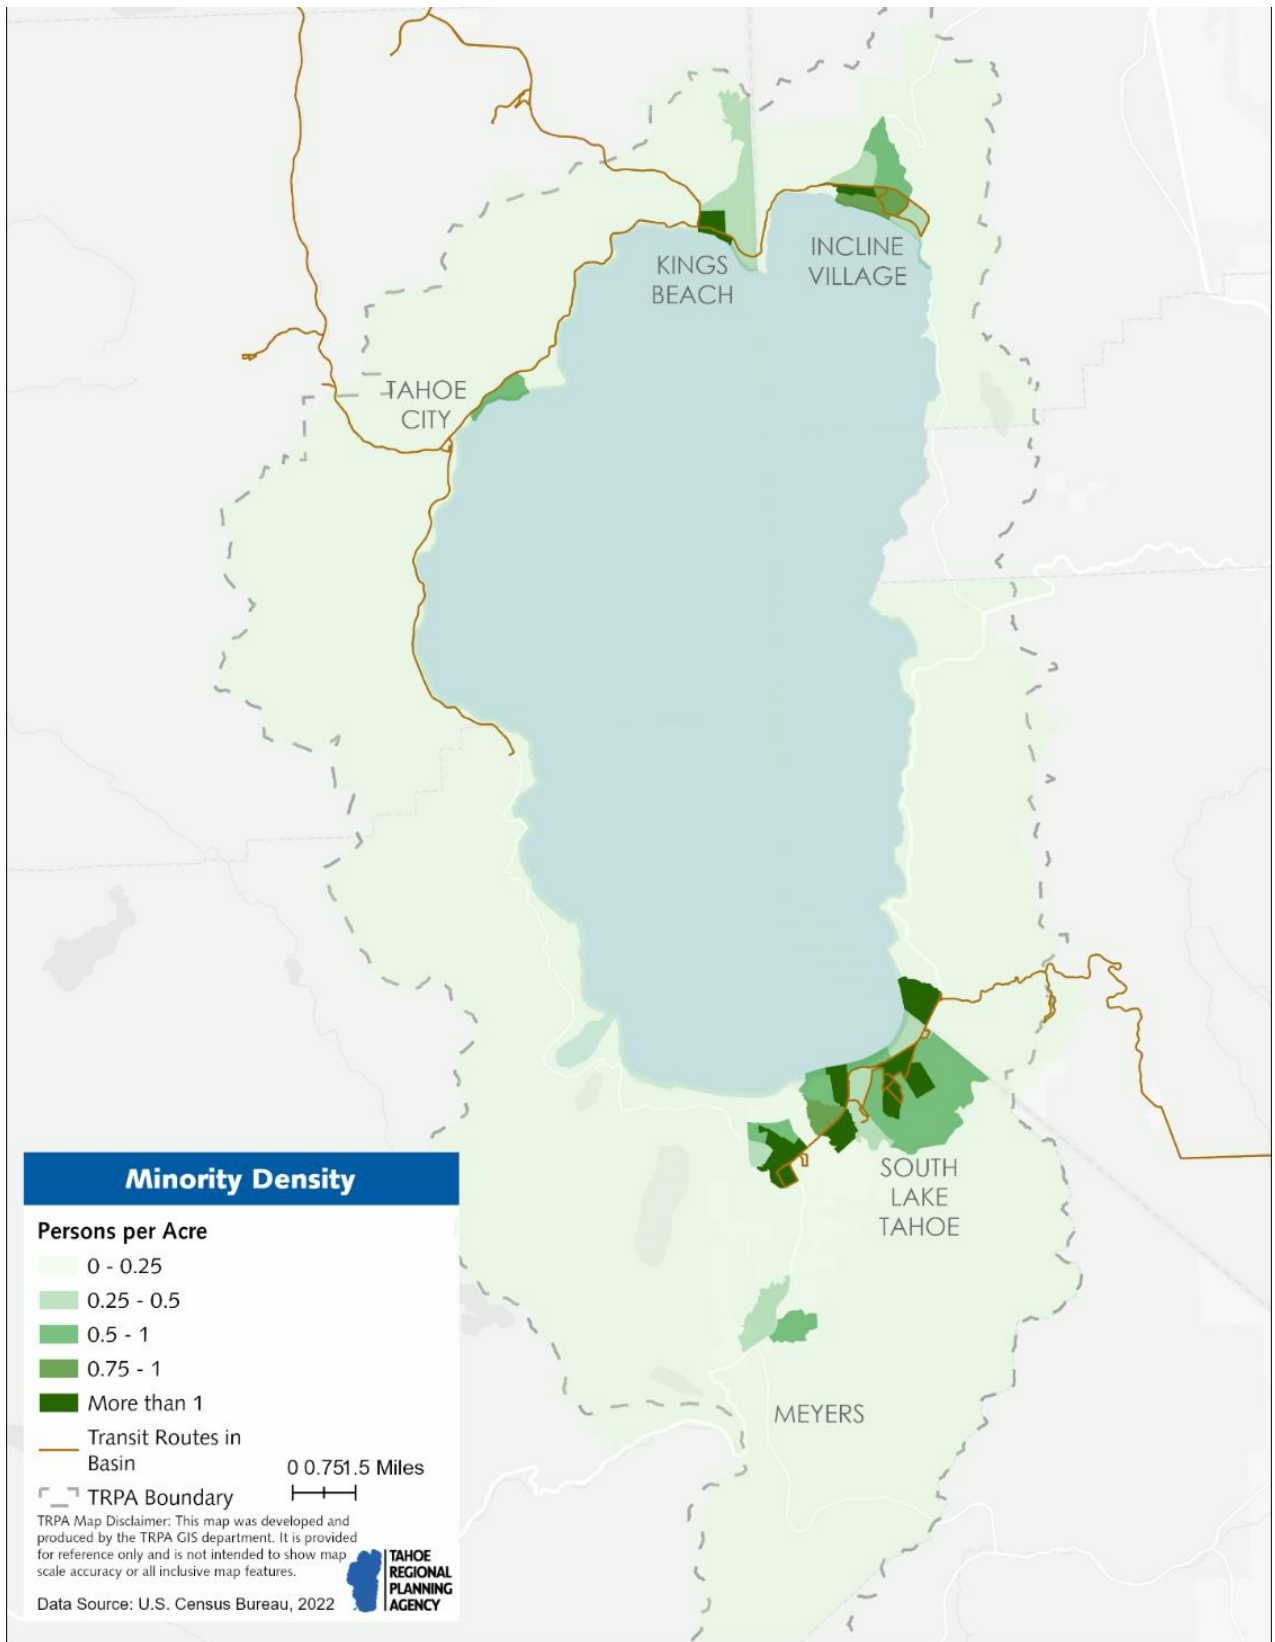 KINGS
BEACH
INCLINE
VILLAGE
TAHOE
CITY
SOUTH
LAKE
TAHOE
MEYERS
Minority Density
Persons per Acre
0 - 0.25
0.25 - 0.5
0.5 - 1
0.75 - 1
More than 1
Transit Routes in
Basin
0 0.751.5 Miles
TRPA Boundary
TRPA Map Disclaimer: This map was developed and
produced by the TRPA GIS department. It is provided
for reference only and is not intended to show map
scale accuracy or all inclusive map features.
Data Source: U.S. Census Bureau, 2022
TAHOE
REGIONAL
PLANNING
AGENCY